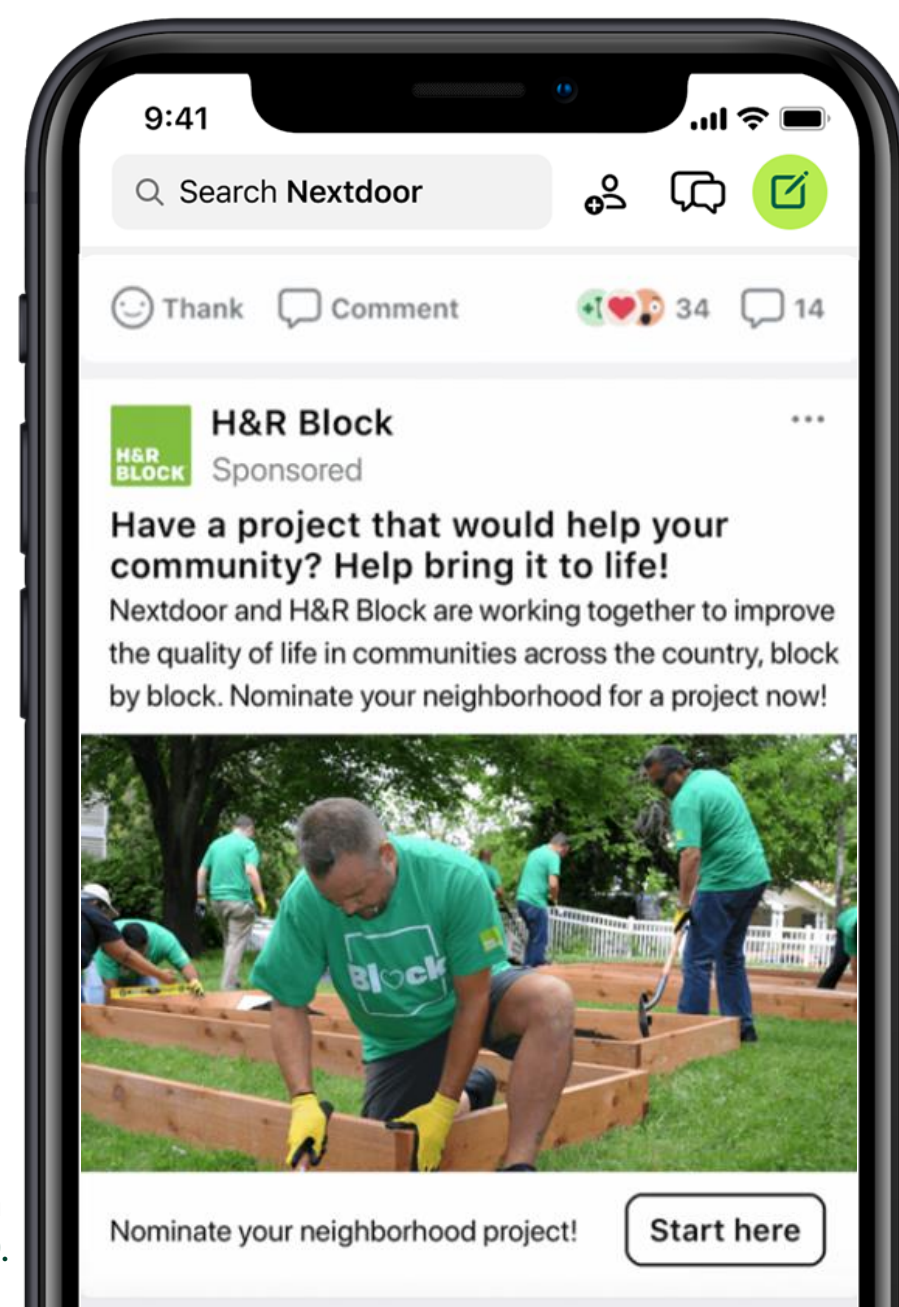 9:41
Search Nextdoor
Thank Comment 34 14
H&R Block
H&R
BLOCK
Sponsored
Have a project that would help your
community? Help bring it to life!
Nextdoor and H&R Block are working together to improve
the quality of life in communities across the country, block
by block. Nominate your neighborhood for a project now!
Block
Nominate your neighborhood project!
Start here
.